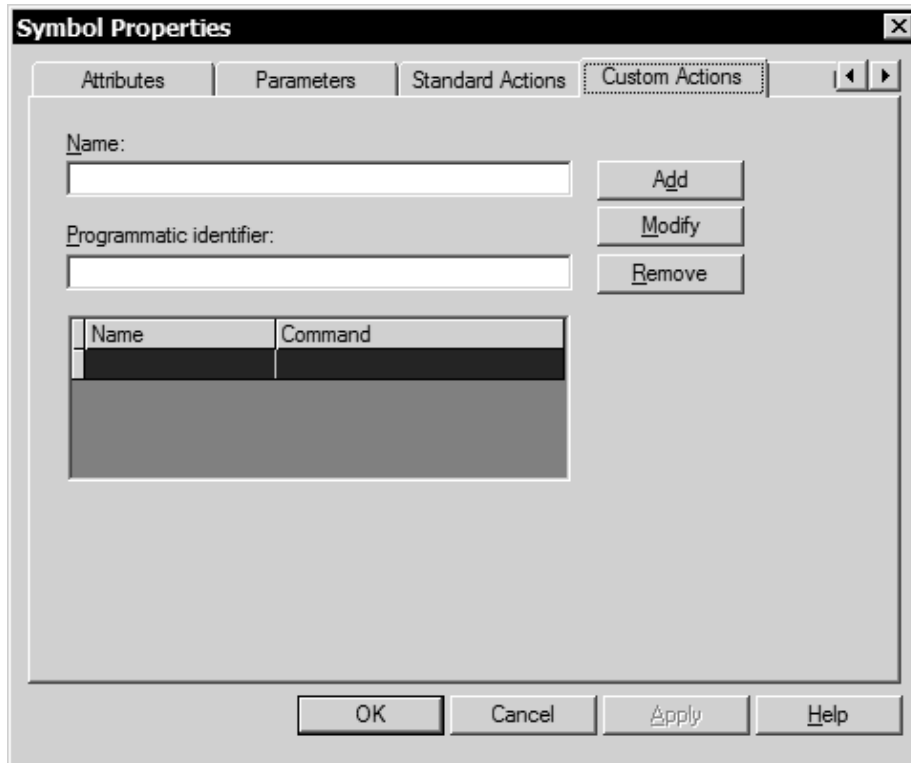 Symbol Properties
Attributes Parameters Standard Actions Custom Actions
Name:
Add
Modify
Programmatic identifier:
Remove
Name Command
OK Cancel Apply Help